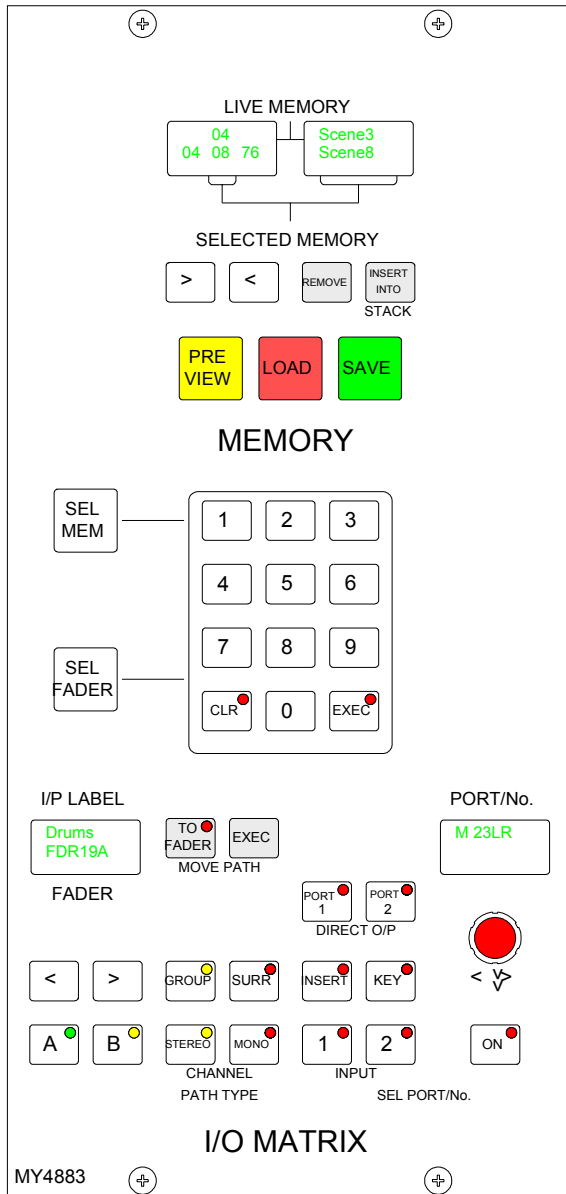 LIVE MEMORY
04
04 08 76
Scene3
Scene8
SELECTED MEMORY
> < REMOVE INSERT INTO
STACK
PRE VIEW LOAD SAVE
MEMORY
SEL MEM
1 2 3
4 5 6
7 8 9
SEL FADER
CLR 0 EXEC
I/P LABEL
PORT/No.
Drums
FDR19A
TO FADER EXEC
M 23LR
MOVE PATH
FADER
PORT 1 PORT 2
DIRECT O/P
< > GROUP SURR INSERT KEY
< V >
V
A B STEREO MONO 1 2 ON
CHANNEL INPUT
PATH TYPE SEL PORT/No.
I/O MATRIX
MY4883